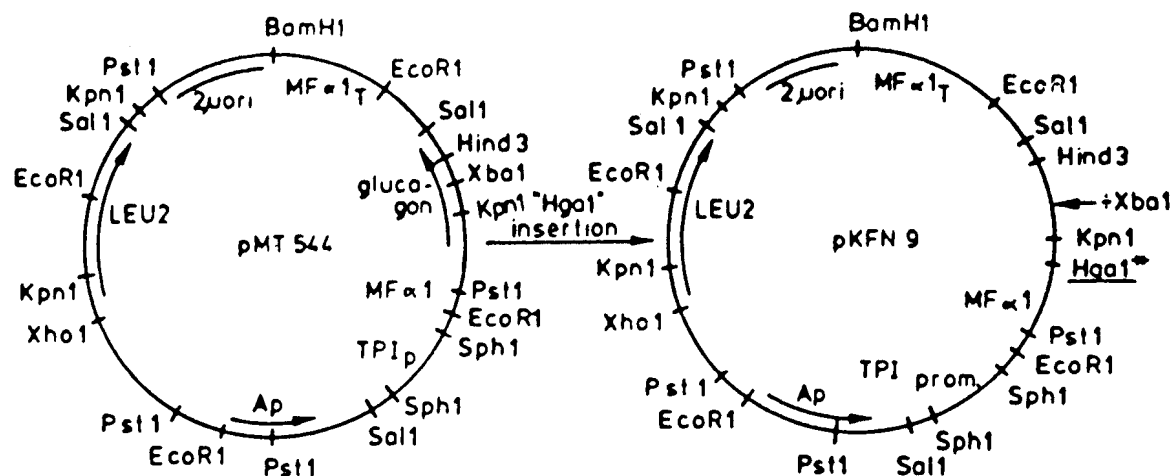 BamH1
Pst1
Kpn1
Sal1
2μori
MFα1T
EcoR1
Sal1
Hind3
Xba1
Kpn1
gluca-
gon
EcoR1
LEU2
pMT 544
Kpn1
Xho1
MFα1
Pst1
EcoR1
Sph1
TPIp
Sph1
Sal1
Ap
Pst1
EcoR1
Pst1
"Hga1"
insertion
BamH1
Pst1
Kpn1
Sal1
2μori
MFα1T
EcoR1
Sal1
Hind3
÷Xba1
Kpn1
Hga1**
EcoR1
LEU2
pKFN 9
Kpn1
Xho1
MFα1
Pst1
EcoR1
Sph1
TPI prom.
Sph1
Sal1
Ap
Pst1
EcoR1
Pst1